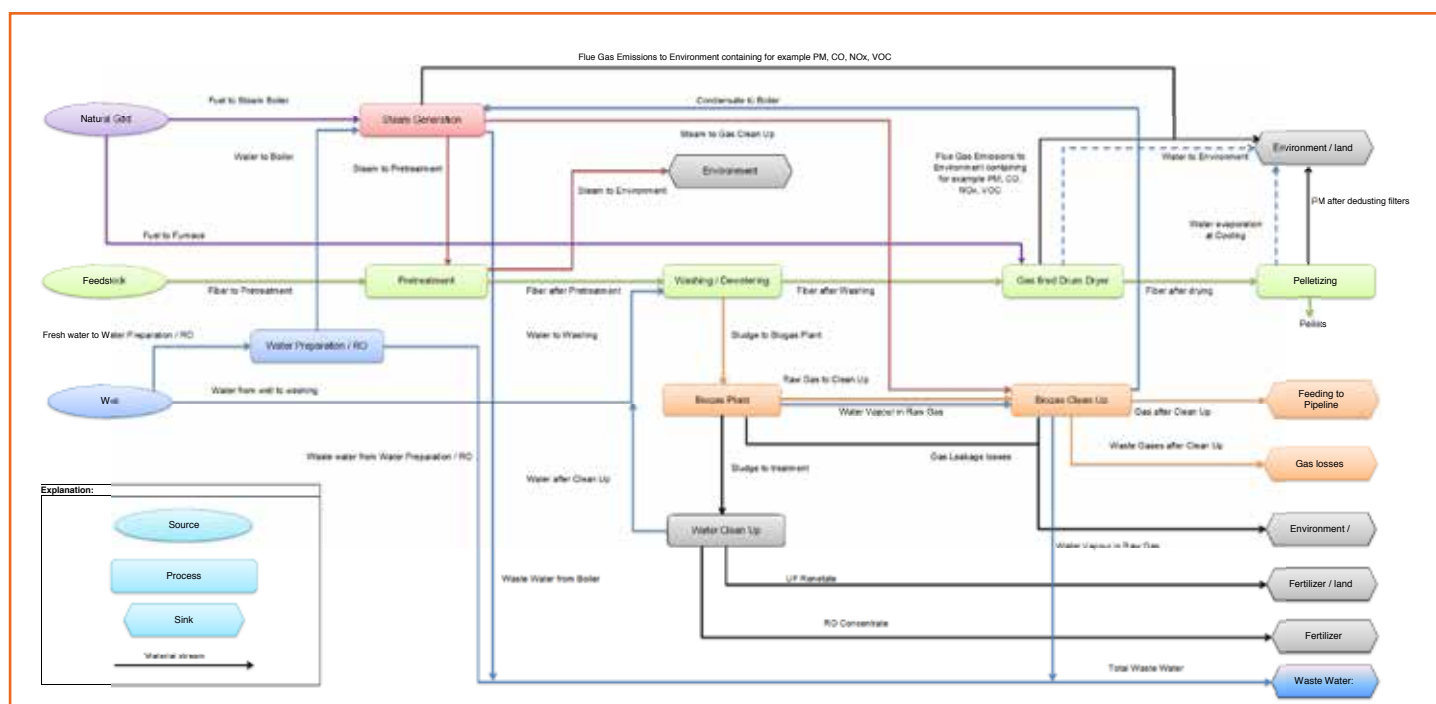 Flue Gas Emissions to Environment containing for example PM, CO, NOx, VOC
Fuel to Steam Boiler
Condensate to Boiler
Natural
Steam Generation
Steam to Gas Clean Up
Water to Boiler
Steam to Pretreatment
Environment
Steam to Environment
Flue Gas Emissions to
Environment containing
for example PM, CO,
NOx, VOC
Water to Environment
Environment / land
PM after dedusting filters
Water evaporation
at Cooling
Fuel to Furnace
Feedstock
Fiber to Pretreatment
Pretreatment
Fiber after Pretreatment
Washing / Dewatering
Fiber after Washing
Gas fired Drum Dryer
Fiber after drying
Pelletizing
Pellets
Fresh water to Water Preparation / RO
Water Preparation / RO
Water to Washing
Sludge to Biogas Plant
Well
Water from well to washing
Raw Gas to Clean Up
Biogas Plant
Water Vapour in Raw Gas
Biogas Clean Up
Gas after Clean Up
Feeding to
Pipeline
Waste water from Water Preparation / RO
Gas Leakage losses
Waste Gases after Clean Up
Gas losses
Sludge to treatment
Water after Clean Up
Explanation:
Source
Process
Sink
Material stream
Water Clean Up
Environment /
Water Vapour in Raw Gas
Waste Water from Boiler
UF Renetate
Fertilizer / land
RO Concentrate
Fertilizer
Total Waste Water
Waste Water: